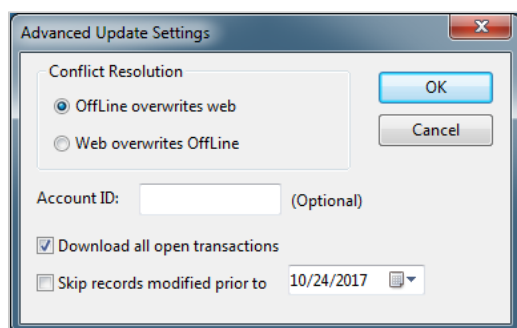 Advanced Update Settings
Conflict Resolution
OffLine overwrites web
Web overwrites OffLine
OK
Cancel
Account ID:
(Optional)
Download all open transactions
Skip records modified prior to
10/24/2017